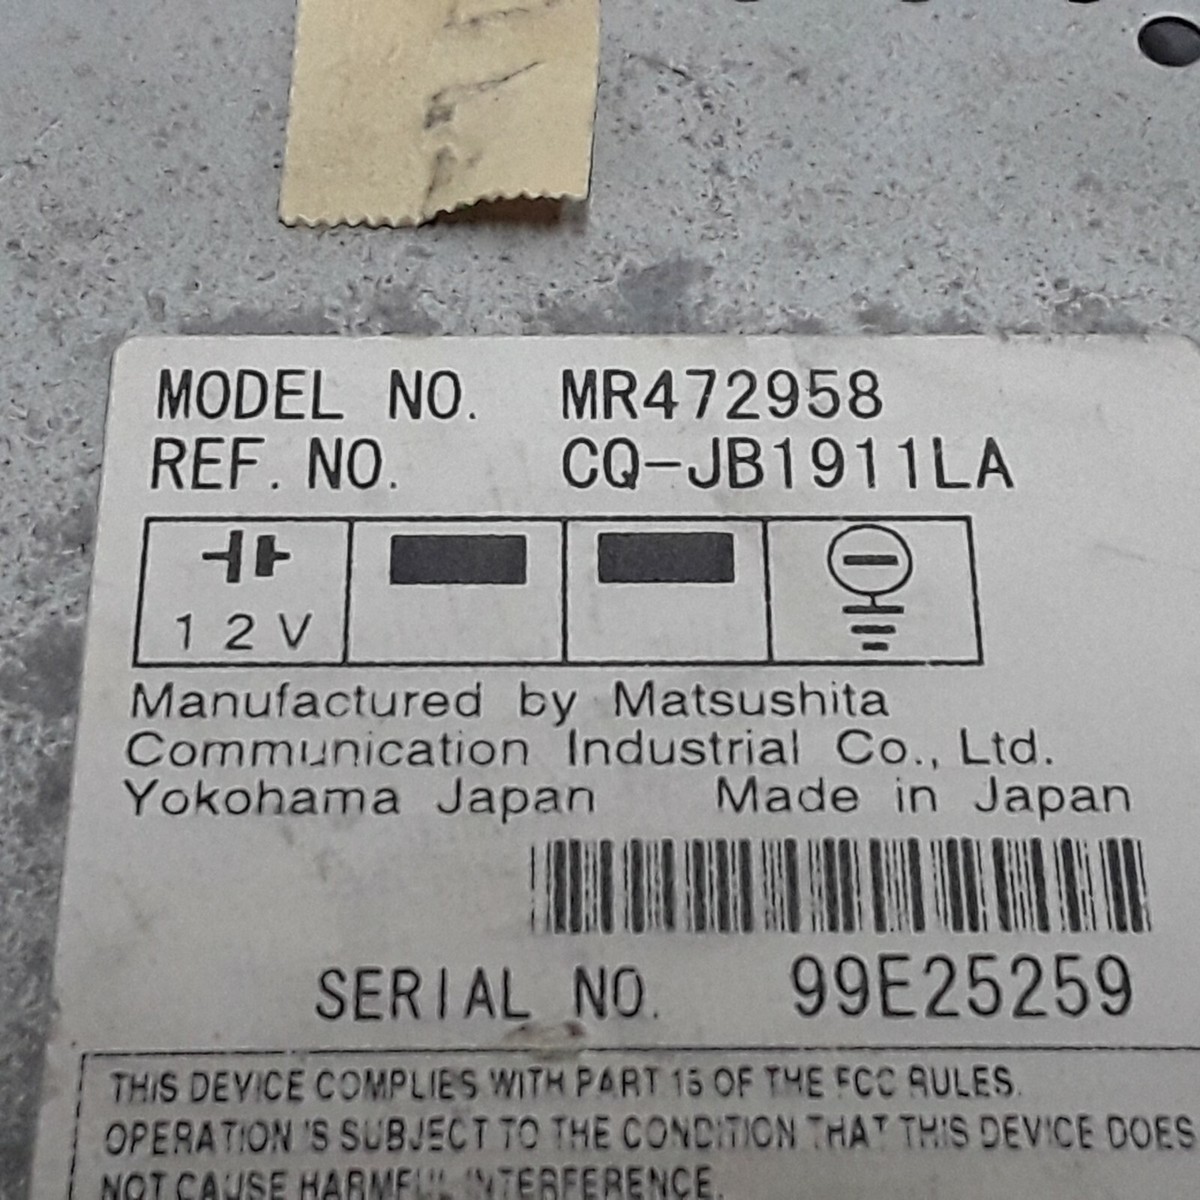 MODEL NO. MR472958
REF. NO. CQ-JB1911LA
12V
Manufactured by Matsushita
Communication Industrial Co., Ltd.
Yokohama Japan Made in Japan
SERIAL NO. 99E25259
THIS DEVICE COMPLIES WITH PART 15 OF THE FCC RULES.
OPERATION IS SUBJECT TO THE CONDITION THAT THIS DEVICE DOES
NOT CAUSE HARMFUL INTERFERENCE.